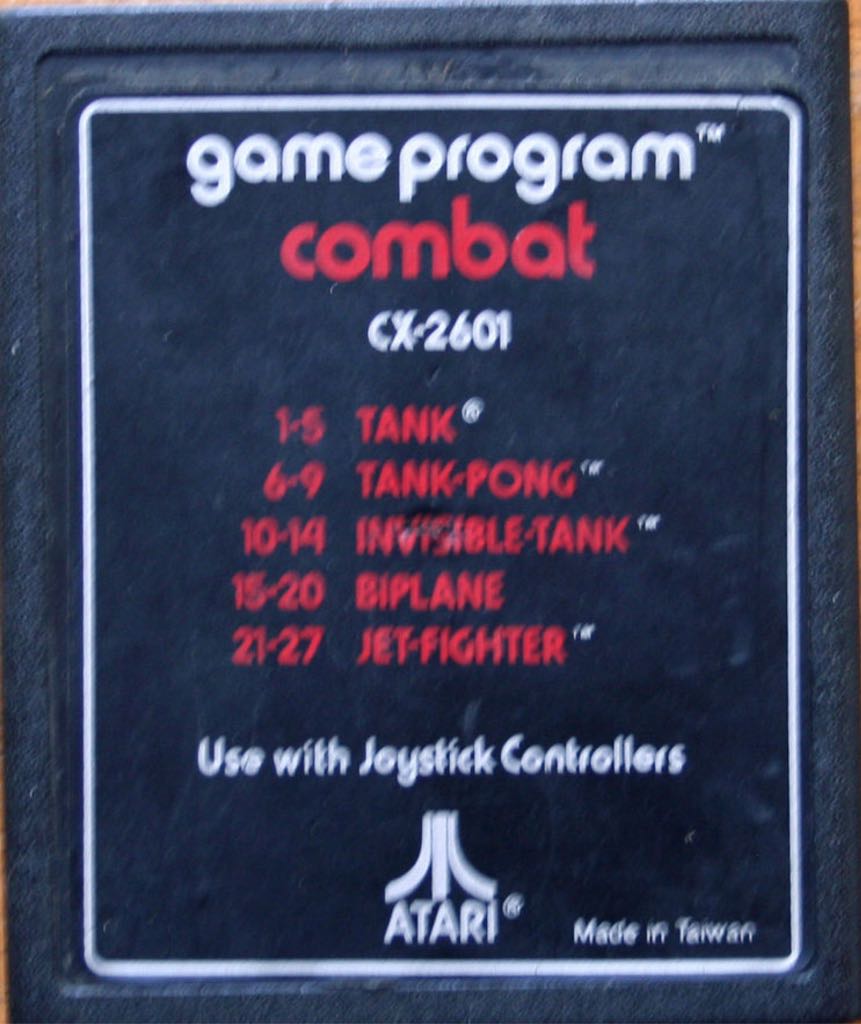 game program™
combat
CX-2601
1-5 TANK®
6-9 TANK-PONG™
10-14 INVISIBLE-TANK™
15-20 BIPLANE
21-27 JET-FIGHTER™
Use with Joystick Controllers
ATARI®
Made in Taiwan